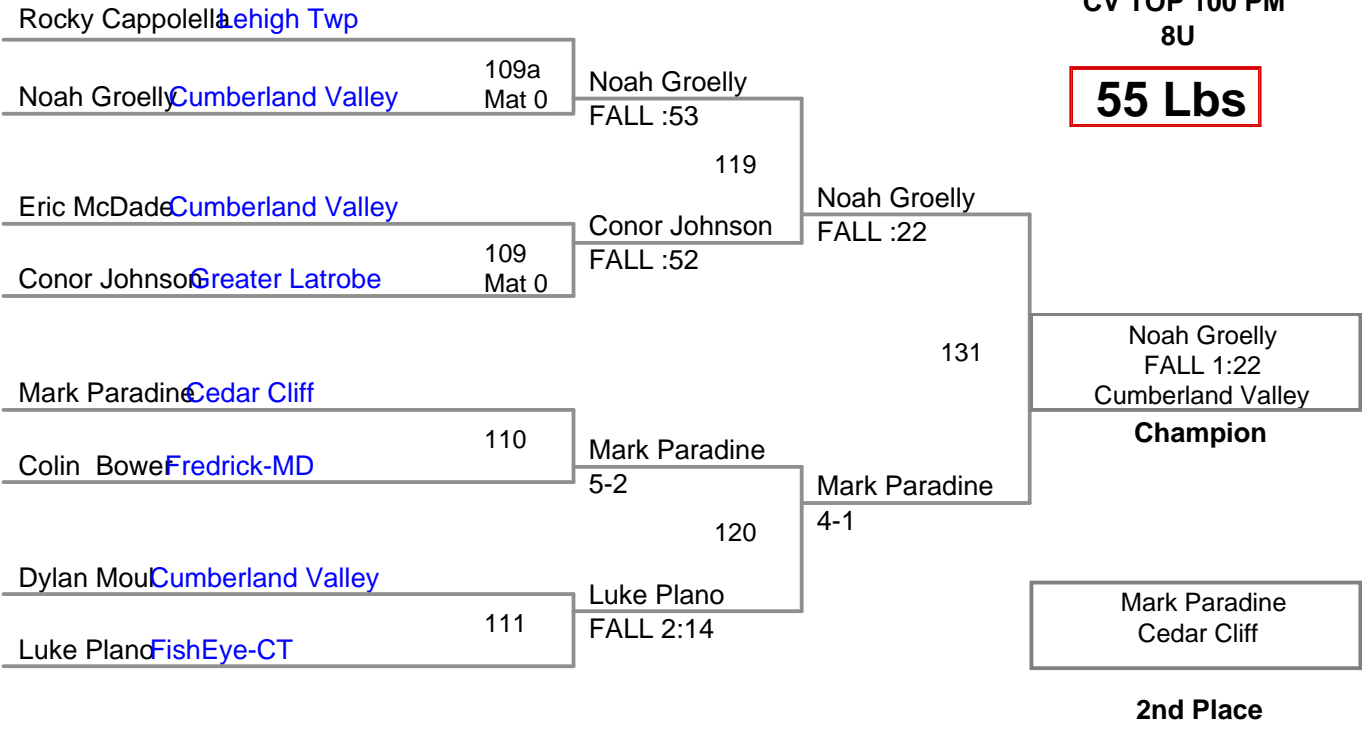 CV TOP 100 PM
8U
55 Lbs
Rocky Cappolella Lehigh Twp
Noah Groelly Cumberland Valley
109a
Mat 0
Noah Groelly
FALL :53
119
Eric McDade Cumberland Valley
Conor Johnson Greater Latrobe
109
Mat 0
Conor Johnson
FALL :52
Noah Groelly
FALL :22
131
Noah Groelly
FALL 1:22
Cumberland Valley
Champion
Mark Paradine Cedar Cliff
Colin Bower Fredrick-MD
110
Mark Paradine
5-2
120
Mark Paradine
4-1
Dylan Moul Cumberland Valley
Luke Plano FishEye-CT
111
Luke Plano
FALL 2:14
Mark Paradine
Cedar Cliff
2nd Place